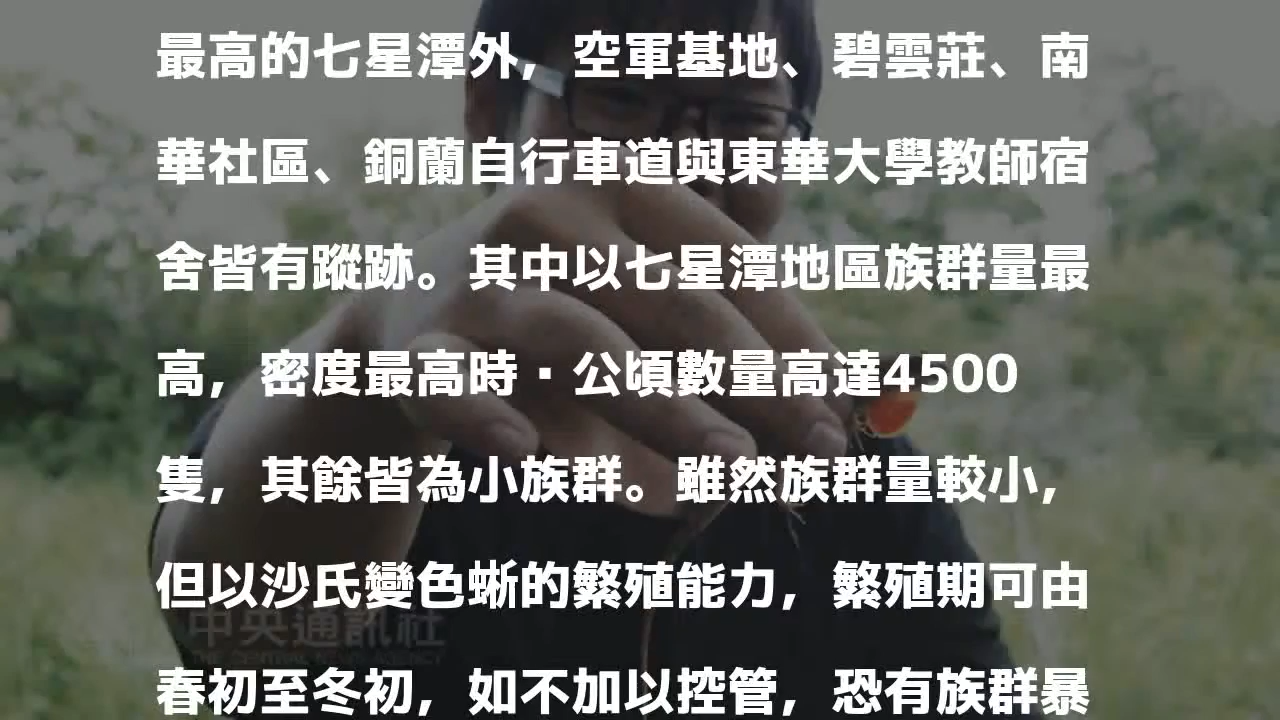 最高的七星潭外，空軍基地、碧雲莊、南
華社區、銅蘭自行車道與東華大學教師宿
舍皆有蹤跡。其中以七星潭地區族群量最
高，密度最高時·公頃數量高達4500
隻，其餘皆為小族群。雖然族群量較小，
但以沙氏變色蜥的繁殖能力，繁殖期可由
中央通訊社
THE CENTRAL NEWS AGENCY
春初至冬初，如不加以控管，恐有族群暴